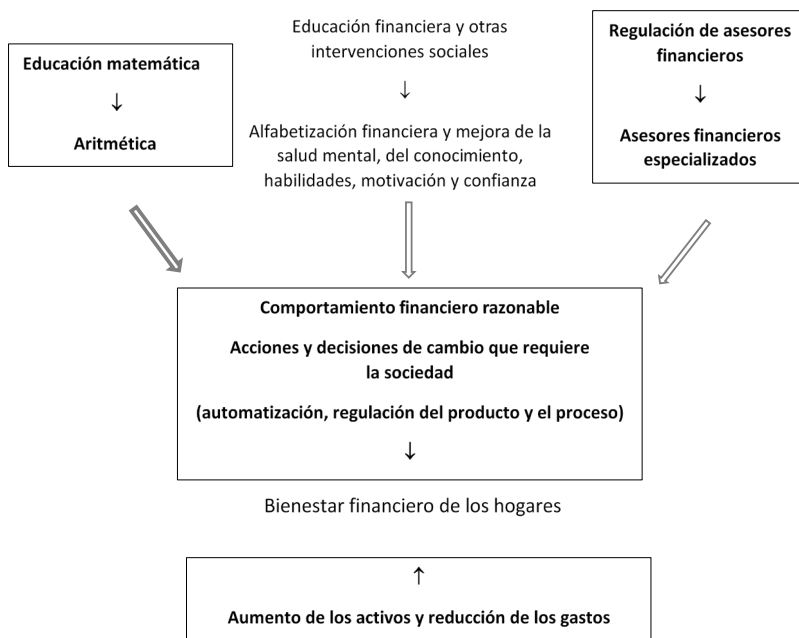 Educación matemática
↓
Aritmética
Educación financiera y otras
intervenciones sociales
↓
Alfabetización financiera y mejora de la
salud mental, del conocimiento,
habilidades, motivación y confianza
Regulación de asesores
financieros
↓
Asesores financieros
especializados
Comportamiento financiero razonable
Acciones y decisiones de cambio que requiere
la sociedad
(automatización, regulación del producto y el proceso)
↓
Bienestar financiero de los hogares
↑
Aumento de los activos y reducción de los gastos